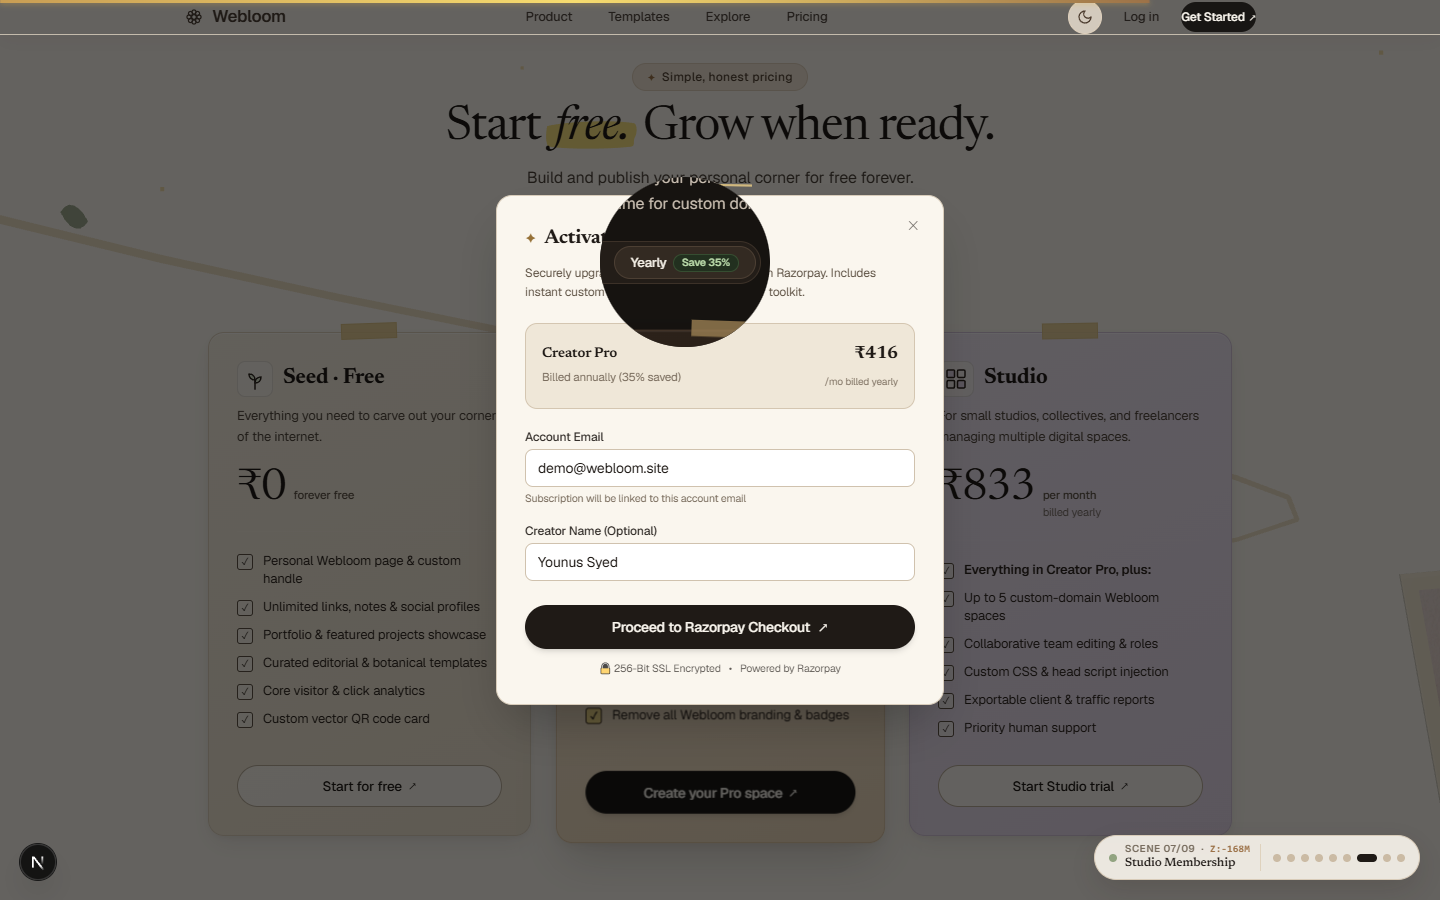 Webloom
Product
Templates
Explore
Pricing
Log in
Get Started ↗
✦ Simple, honest pricing
Start free. Grow when ready.
Build and publish your personal corner for free forever.
me for custom do
Yearly Save 35%
✦ Activa
Securely upgr
n Razorpay. Includes
instant custom
toolkit.
Creator Pro
₹416
Billed annually (35% saved)
/mo billed yearly
Account Email
demo@webloom.site
Subscription will be linked to this account email
Creator Name (Optional)
Younus Syed
Proceed to Razorpay Checkout ↗
🔒 256-Bit SSL Encrypted • Powered by Razorpay
Seed · Free
Everything you need to carve out your corner
of the internet.
₹0 forever free
Personal Webloom page & custom
handle
Unlimited links, notes & social profiles
Portfolio & featured projects showcase
Curated editorial & botanical templates
Core visitor & click analytics
Custom vector QR code card
Start for free ↗
Remove all Webloom branding & badges
Create your Pro space ↗
Studio
For small studios, collectives, and freelancers
managing multiple digital spaces.
₹833 per month
billed yearly
Everything in Creator Pro, plus:
Up to 5 custom-domain Webloom
spaces
Collaborative team editing & roles
Custom CSS & head script injection
Exportable client & traffic reports
Priority human support
Start Studio trial ↗
N
SCENE 07/09 · Z:-168M
Studio Membership